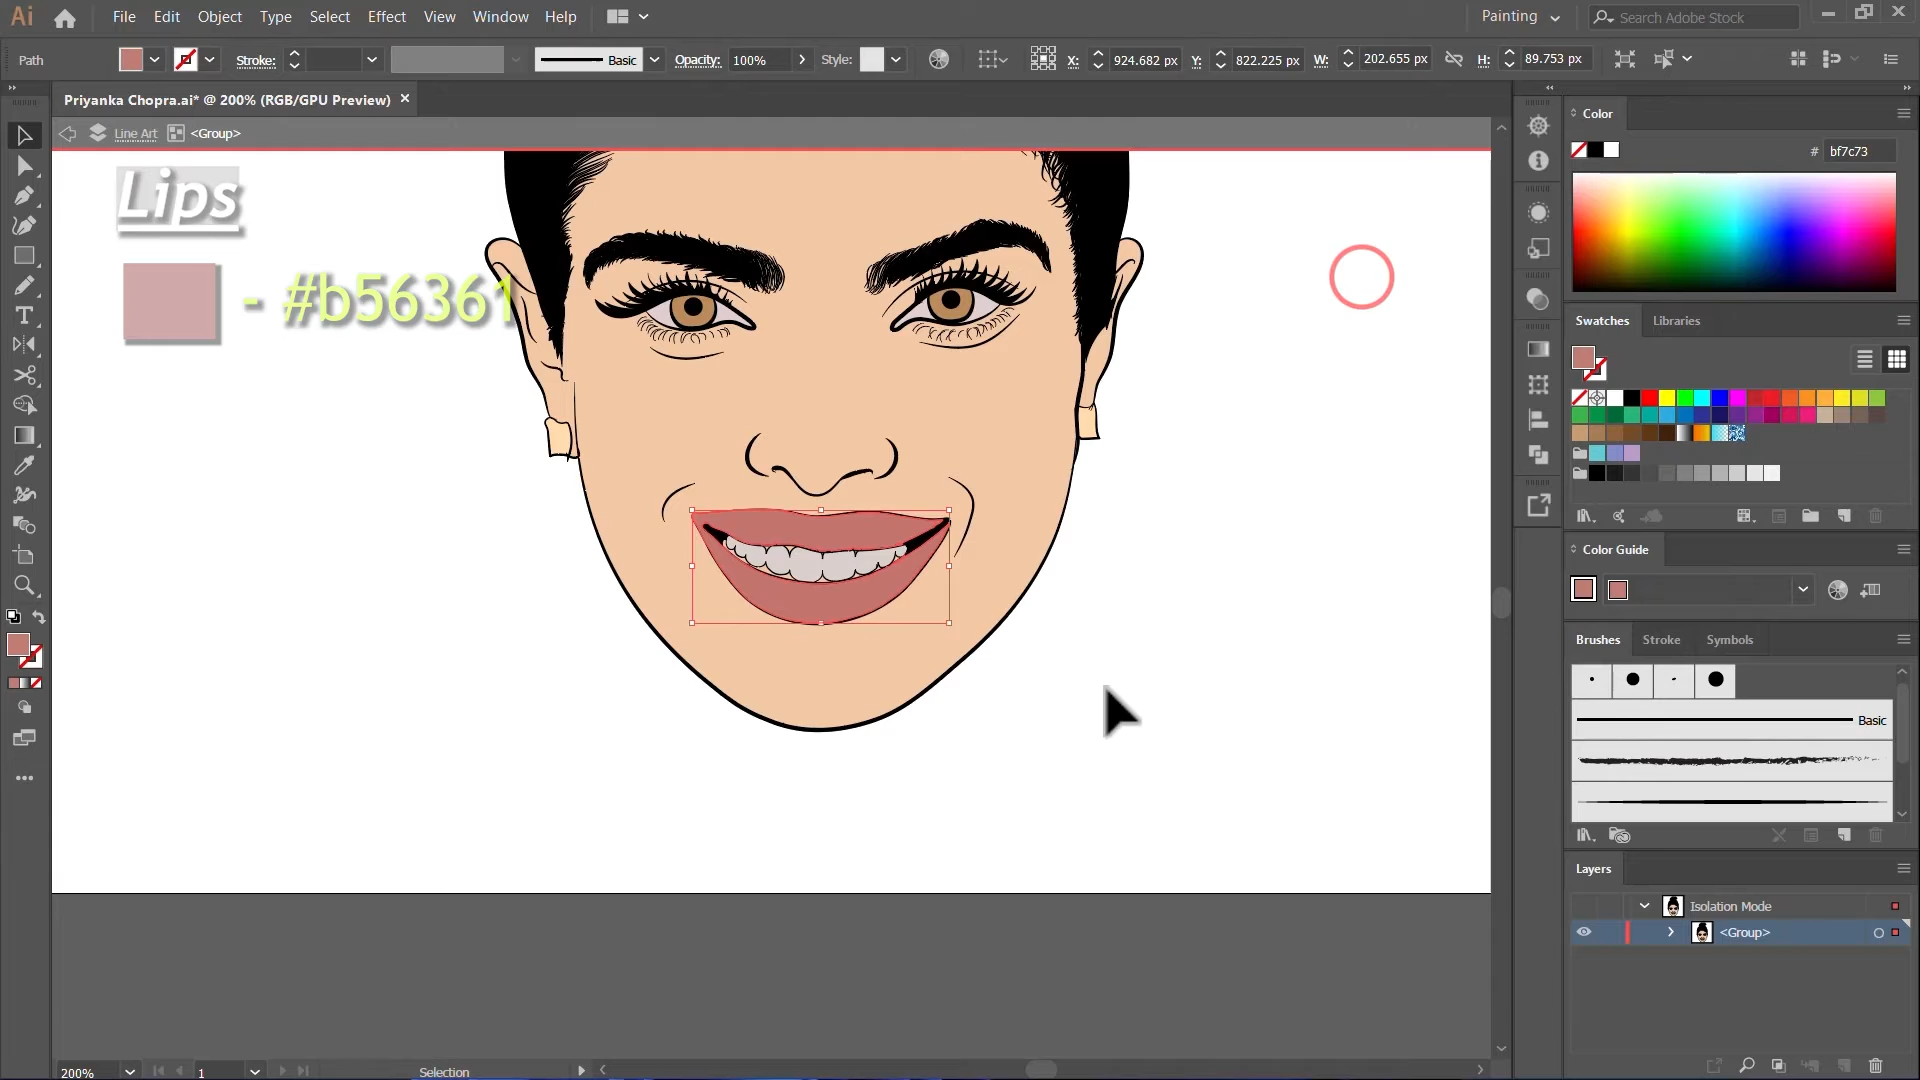 Ai File Edit Object Type Select Effect View Window Help Painting Search Adobe Stock
Path Stroke: Basic Opacity: 100% Style: X: 924.682 px Y: 822.225 px W: 202.655 px H: 89.753 px
Priyanka Chopra.ai* @ 200% (RGB/GPU Preview) ×
Line Art <Group>
Lips
- #b56361
Color
# bf7c73
Swatches Libraries
Color Guide
Brushes Stroke Symbols
Basic
Layers
Isolation Mode
<Group>
200% 1 Selection